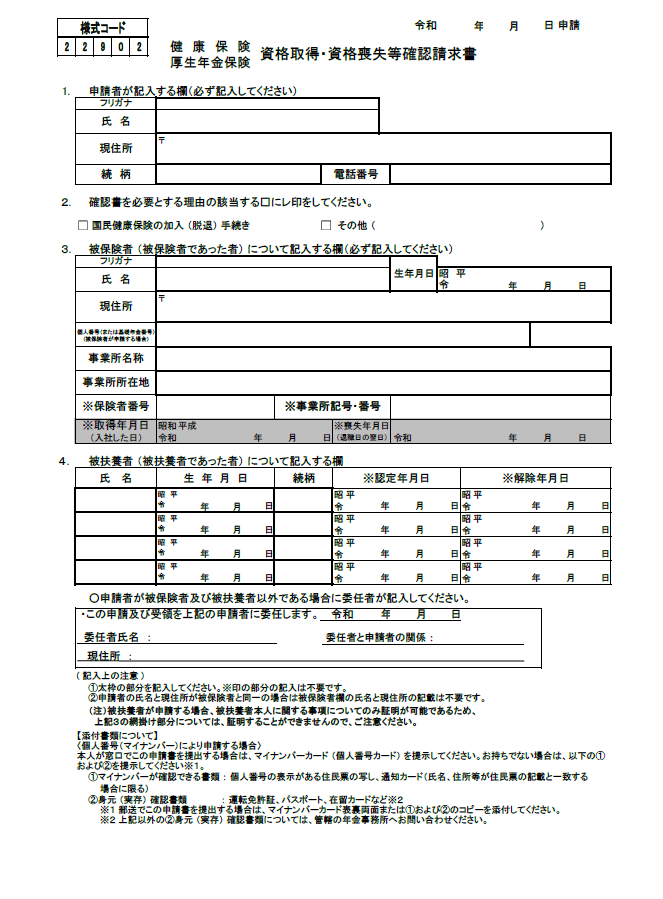 様式コード
2 2 9 0 2
令和 年 月 日 申請
健康保険
厚生年金保険
資格取得・資格喪失等確認請求書
1. 申請者が記入する欄(必ず記入してください)
フリガナ
氏 名
現住所 〒
続 柄 電話番号
2. 確認書を必要とする理由の該当する□にレ印をしてください。
□ 国民健康保険の加入(脱退)手続き □ その他( )
3. 被保険者(被保険者であった者)について記入する欄(必ず記入してください)
フリガナ
氏 名 生年月日 昭 平
令 年 月 日
現住所 〒
個人番号(または基礎年金番号)
(被保険者が申請する場合)
事業所名称
事業所所在地
※保険者番号 ※事業所記号・番号
※取得年月日 昭和 平成 ※喪失年月日
(入社した日) 令和 年 月 日 (退職日の翌日) 令和 年 月 日
4. 被扶養者(被扶養者であった者)について記入する欄
氏 名 生 年 月 日 続柄 ※認定年月日 ※解除年月日
昭 平 昭 平 昭 平
令 年 月 日 令 年 月 日 令 年 月 日
昭 平 昭 平 昭 平
令 年 月 日 令 年 月 日 令 年 月 日
昭 平 昭 平 昭 平
令 年 月 日 令 年 月 日 令 年 月 日
昭 平 昭 平 昭 平
令 年 月 日 令 年 月 日 令 年 月 日
○申請者が被保険者及び被扶養者以外である場合に委任者が記入してください。
・この申請及び受領を上記の申請者に委任します。 令和 年 月 日
委任者氏名 : 委任者と申請者の関係 :
現住所 :
(記入上の注意)
①太枠の部分を記入してください。※印の部分の記入は不要です。
②申請者の氏名と現住所が被保険者と同一の場合は被保険者欄の氏名と現住所の記載は不要です。
(注)被扶養者が申請する場合、被扶養者本人に関する事項についてのみ証明が可能であるため、
上記3の網掛け部分については、証明することができませんので、ご注意ください。
【添付書類について】
〈個人番号(マイナンバー)により申請する場合〉
本人が窓口でこの申請書を提出する場合は、マイナンバーカード(個人番号カード)を提示してください。お持ちでない場合は、以下の①
および②を提示してください※1。
①マイナンバーが確認できる書類 : 個人番号の表示がある住民票の写し、通知カード(氏名、住所等が住民票の記載と一致する
場合に限る)
②身元(実存)確認書類 : 運転免許証、パスポート、在留カードなど※2
※1 郵送でこの申請書を提出する場合は、マイナンバーカード表裏両面または①および②のコピーを添付してください。
※2 上記以外の②身元(実存)確認書類については、管轄の年金事務所へお問い合わせください。